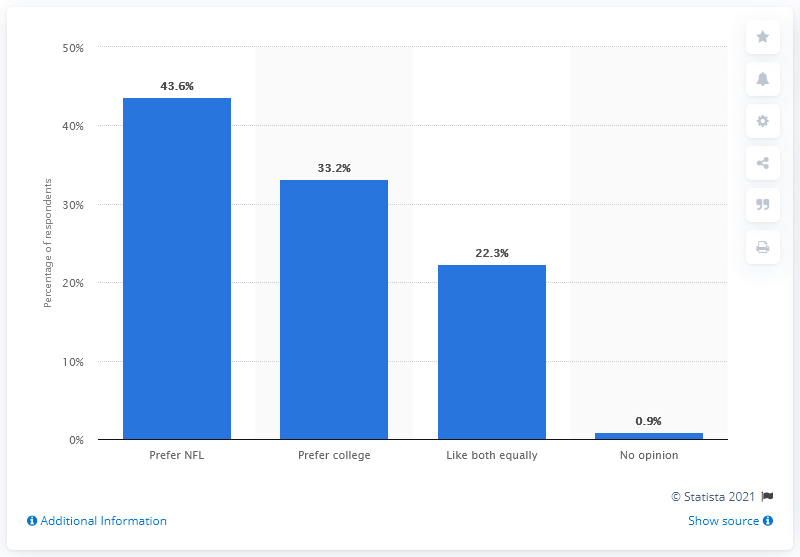 50%
43.6%
40%
33.2%
30%
22.3%
20%
10%
0.9%
0%
Percentage of respondents
Prefer NFL
Prefer college
Like both equally
No opinion
© Statista 2021
Additional Information
Show source